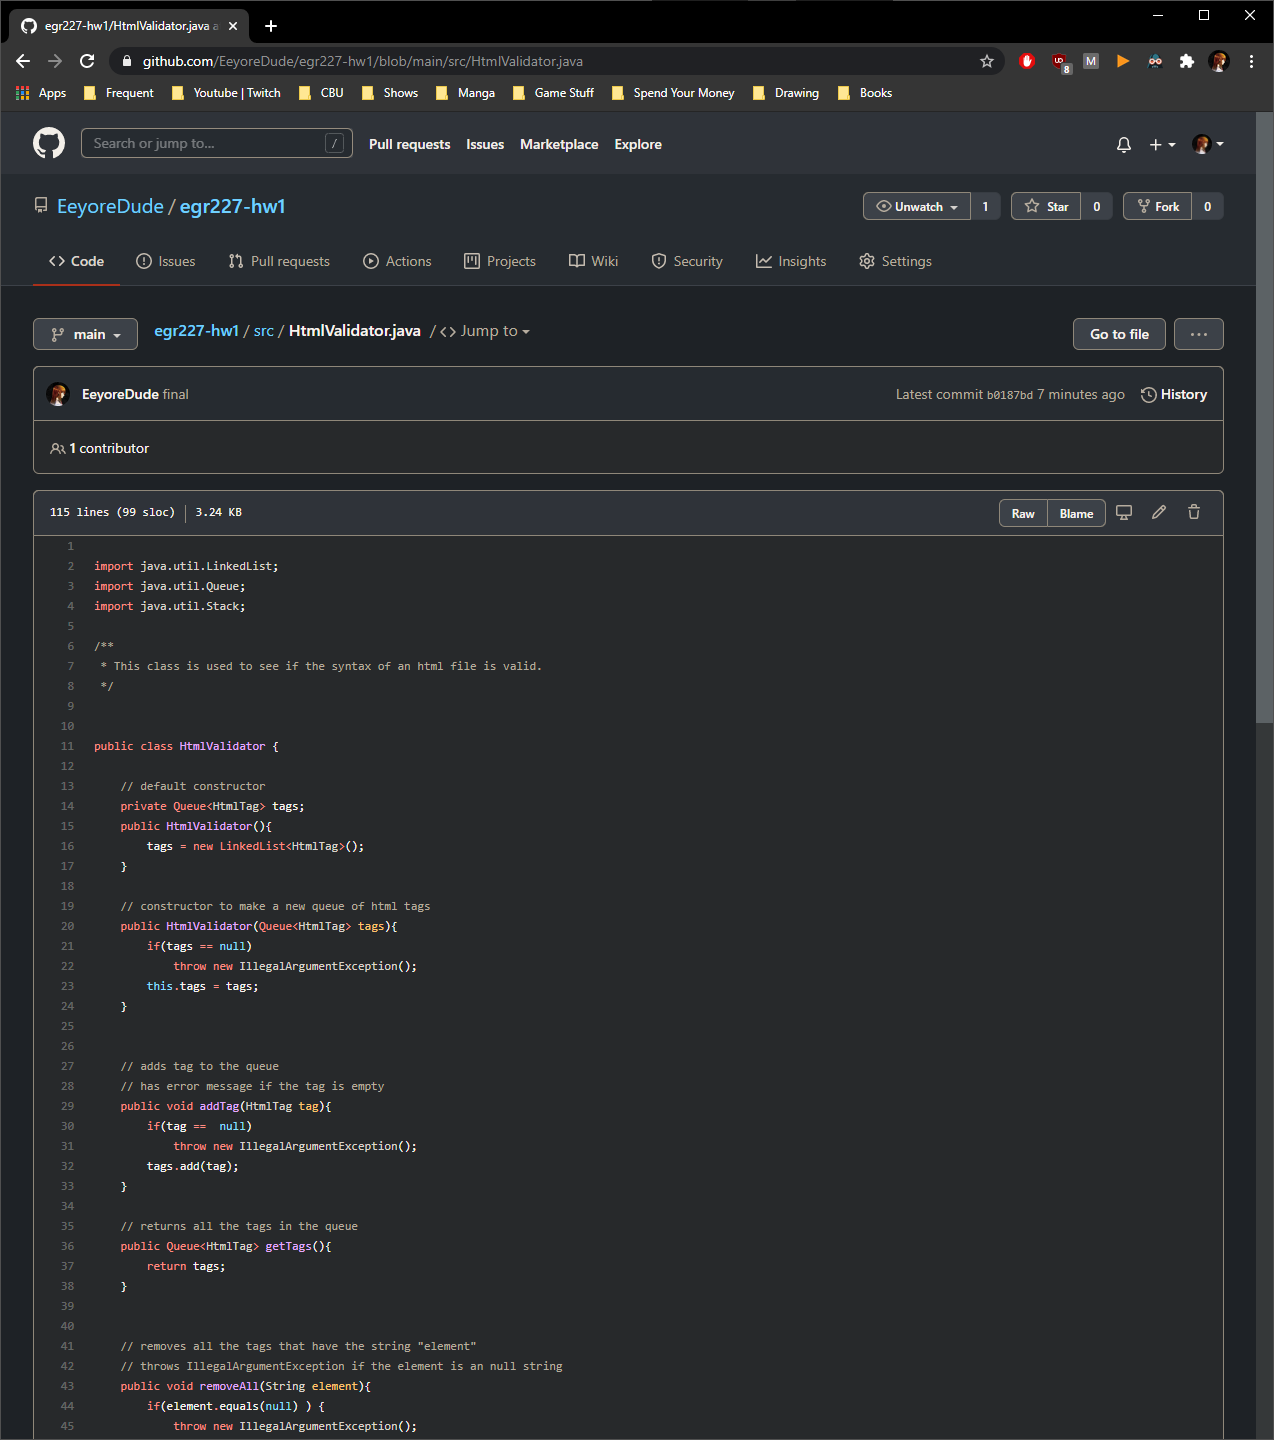 egr227-hw1/HtmlValidator.java a
github.com/EeyoreDude/egr227-hw1/blob/main/src/HtmlValidator.java
UD
8
M
Apps Frequent Youtube | Twitch CBU Shows Manga Game Stuff Spend Your Money Drawing Books
Search or jump to... / Pull requests Issues Marketplace Explore
EeyoreDude / egr227-hw1 Unwatch 1 Star 0 Fork 0
Code Issues Pull requests Actions Projects Wiki Security Insights Settings
main egr227-hw1 / src / HtmlValidator.java / <> Jump to Go to file ...
EeyoreDude final Latest commit b0187bd 7 minutes ago History
1 contributor
115 lines (99 sloc) | 3.24 KB Raw Blame
1
2 import java.util.LinkedList;
3 import java.util.Queue;
4 import java.util.Stack;
5
6 /**
7  * This class is used to see if the syntax of an html file is valid.
8  */
9
10
11 public class HtmlValidator {
12
13     // default constructor
14     private Queue<HtmlTag> tags;
15     public HtmlValidator(){
16         tags = new LinkedList<HtmlTag>();
17     }
18
19     // constructor to make a new queue of html tags
20     public HtmlValidator(Queue<HtmlTag> tags){
21         if(tags == null)
22             throw new IllegalArgumentException();
23         this.tags = tags;
24     }
25
26
27     // adds tag to the queue
28     // has error message if the tag is empty
29     public void addTag(HtmlTag tag){
30         if(tag ==  null)
31             throw new IllegalArgumentException();
32         tags.add(tag);
33     }
34
35     // returns all the tags in the queue
36     public Queue<HtmlTag> getTags(){
37         return tags;
38     }
39
40
41     // removes all the tags that have the string "element"
42     // throws IllegalArgumentException if the element is an null string
43     public void removeAll(String element){
44         if(element.equals(null) ) {
45             throw new IllegalArgumentException();